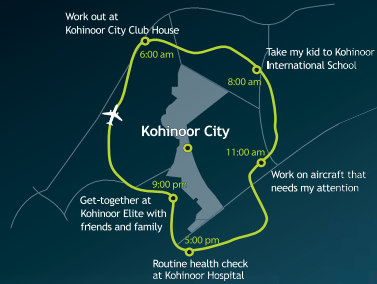 Work out at
Kohinoor City Club House
6:00 am
Take my kid to Kohinoor
International School
8:00 am
Kohinoor City
11:00 am
Work on aircraft that
needs my attention
9:00 pm
Get-together at
Kohinoor Elite with
friends and family
5:00 pm
Routine health check
at Kohinoor Hospital